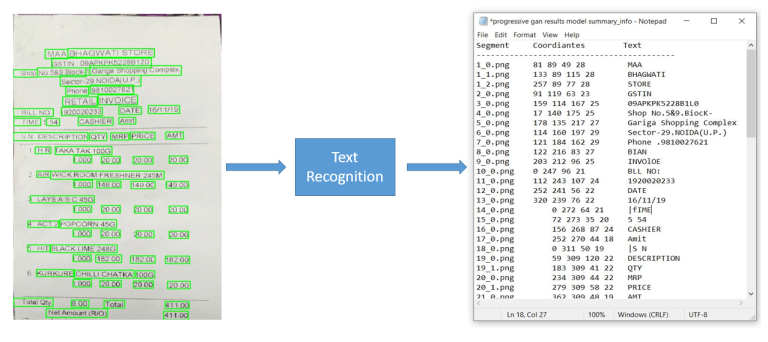 MAA BHAGWATI STORE
GSTIN : 09APKPK5228B1Z0
Shop No.5&9.Block-S Gariga Shopping Complex,
Sector-29.NOIDA(U.P.)
Phone 9810027621
RETAIL INVOICE
BILL NO: 1920020233 DATE 16/11/19
TIME 5:54 CASHIER Amit
S.N. DESCRIPTION QTY MRP PRICE AMT
1 H.R TAKA TAK 100G
1.000 20.00 20.00 20.00
2. AIR WICK ROOM FRESHNER 245M
1.000 149.00 149.00 149.00
3 LAYS A S C 45G
1.000 20.00 20.00 20.00
4. ACT 2 POPCORN 45G
1.000 20.00 20.00 20.00
5. HIT BLACK LIME 248G
1.000 182.00 182.00 182.00
6 KURKURE CHILLI CHATKA 100G
1.000 20.00 20.00 20.00
Total Qty 6.00 Total 411.00
Net Amount (R/O) 411.00
Text
Recognition
*progressive gan results model summary_info - Notepad
File Edit Format View Help
Segment Coordiantes Text
1_0.png 81 89 49 28 MAA
1_1.png 133 89 115 28 BHAGWATI
1_2.png 257 89 77 28 STORE
2_0.png 91 119 63 23 GSTIN
3_0.png 159 114 167 25 09APKPK5228B1L0
4_0.png 17 140 175 25 Shop No.5&9.BiocK-
5_0.png 178 135 217 27 Gariga Shopping Complex
6_0.png 114 160 197 29 Sector-29.NOIDA(U.P.)
7_0.png 121 184 162 29 Phone .9810027621
8_0.png 122 216 83 27 BIAN
9_0.png 203 212 96 25 INVOlOE
10_0.png 0 247 96 21 BLL NO:
11_0.png 112 243 107 24 1920020233
12_0.png 252 241 56 22 DATE
13_0.png 320 239 76 22 16/11/19
14_0.png 0 272 64 21 |fIME
15_0.png 72 273 35 20 5 54
16_0.png 156 268 87 24 CASHIER
17_0.png 252 270 44 18 Amit
18_0.png 0 311 50 19 |S N
19_0.png 59 309 120 22 DESCRIPTION
19_1.png 183 309 41 22 QTY
20_0.png 234 309 44 22 MRP
20_1.png 279 309 58 22 PRICE
21_0.png 362 309 48 19 AMT
Ln 18, Col 27 100% Windows (CRLF) UTF-8